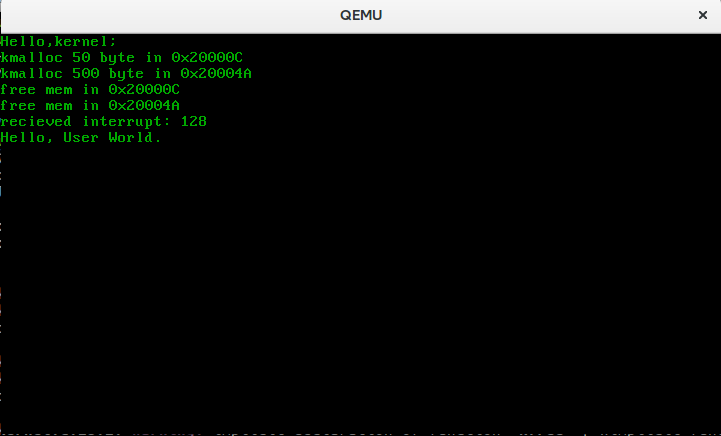 QEMU
Hello,kernel;
kmalloc 50 byte in 0x20000C
kmalloc 500 byte in 0x20004A
free mem in 0x20000C
free mem in 0x20004A
recieved interrupt: 128
Hello, User World.